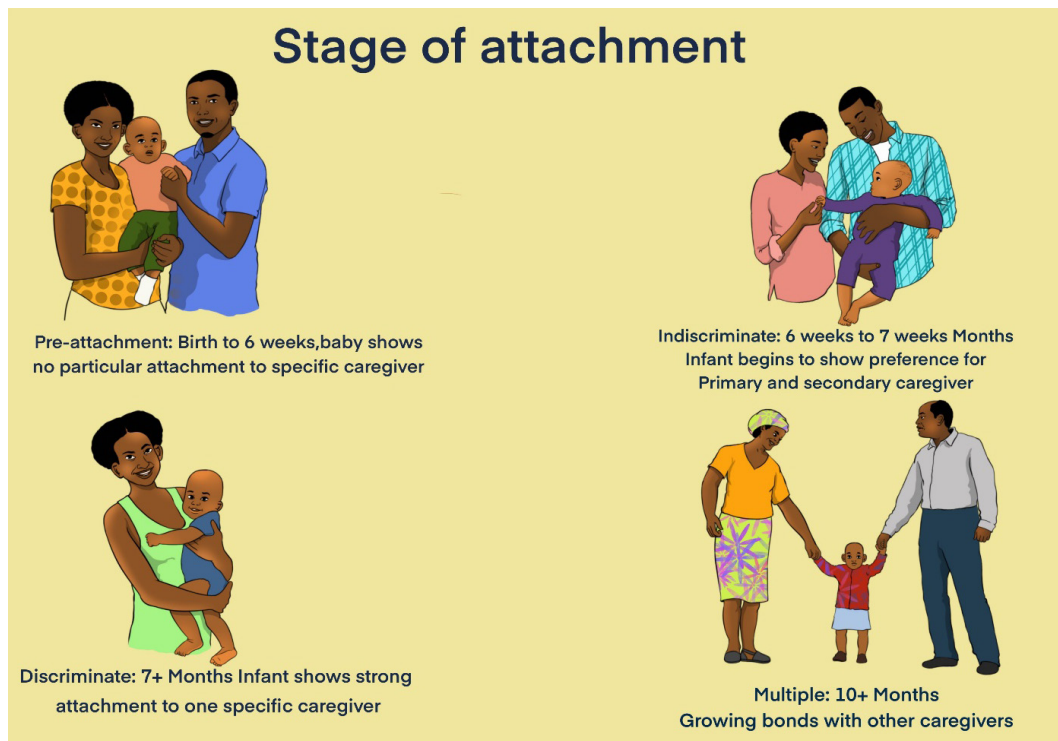 Stage of attachment
Pre-attachment: Birth to 6 weeks,baby shows
no particular attachment to specific caregiver
Indiscriminate: 6 weeks to 7 weeks Months
Infant begins to show preference for
Primary and secondary caregiver
Discriminate: 7+ Months Infant shows strong
attachment to one specific caregiver
Multiple: 10+ Months
Growing bonds with other caregivers